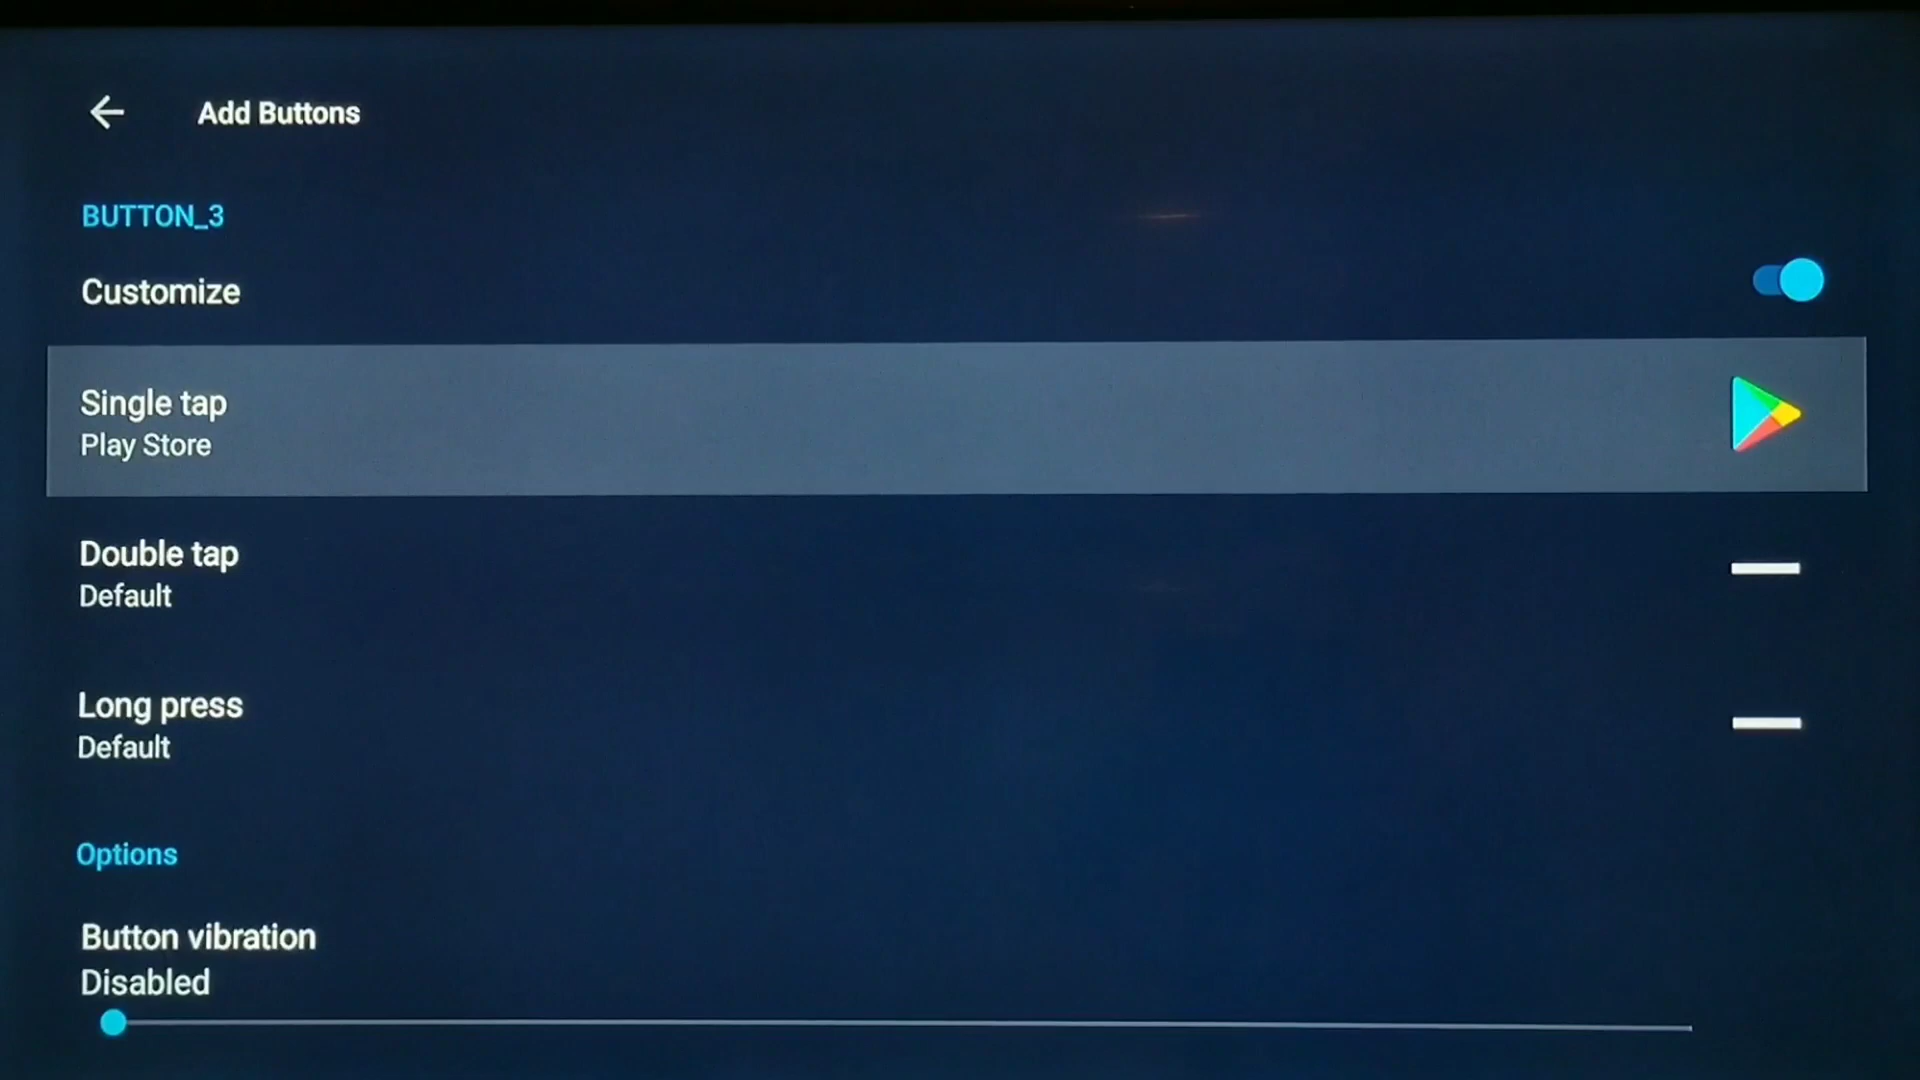 Add Buttons
BUTTON_3
Customize
Single tap
Play Store
Double tap
Default
Long press
Default
Options
Button vibration
Disabled